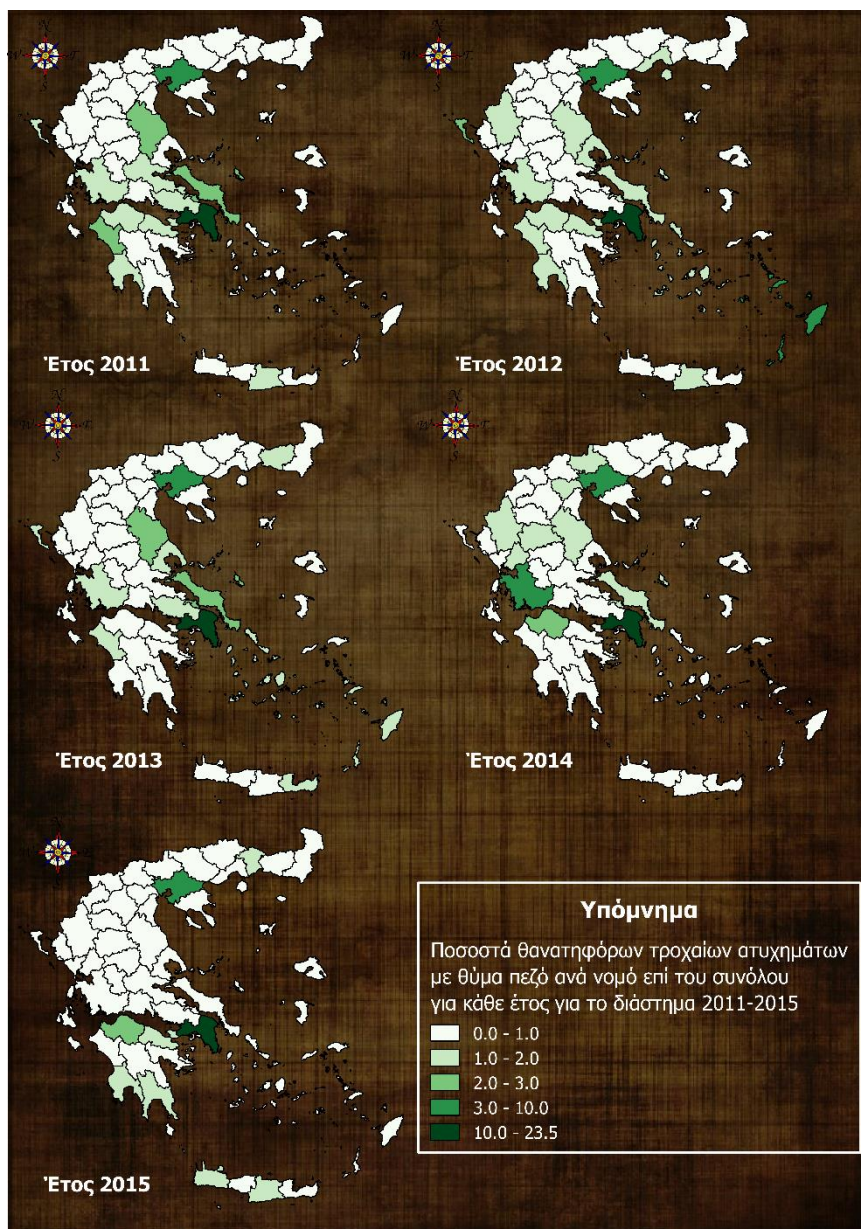 Έτος 2011
Έτος 2012
Έτος 2013
Έτος 2014
Έτος 2015
Υπόμνημα
Ποσοστά θανατηφόρων τροχαίων ατυχημάτων
με θύμα πεζό ανά νομό επί του συνόλου
για κάθε έτος για το διάστημα 2011-2015
0.0 - 1.0
1.0 - 2.0
2.0 - 3.0
3.0 - 10.0
10.0 - 23.5